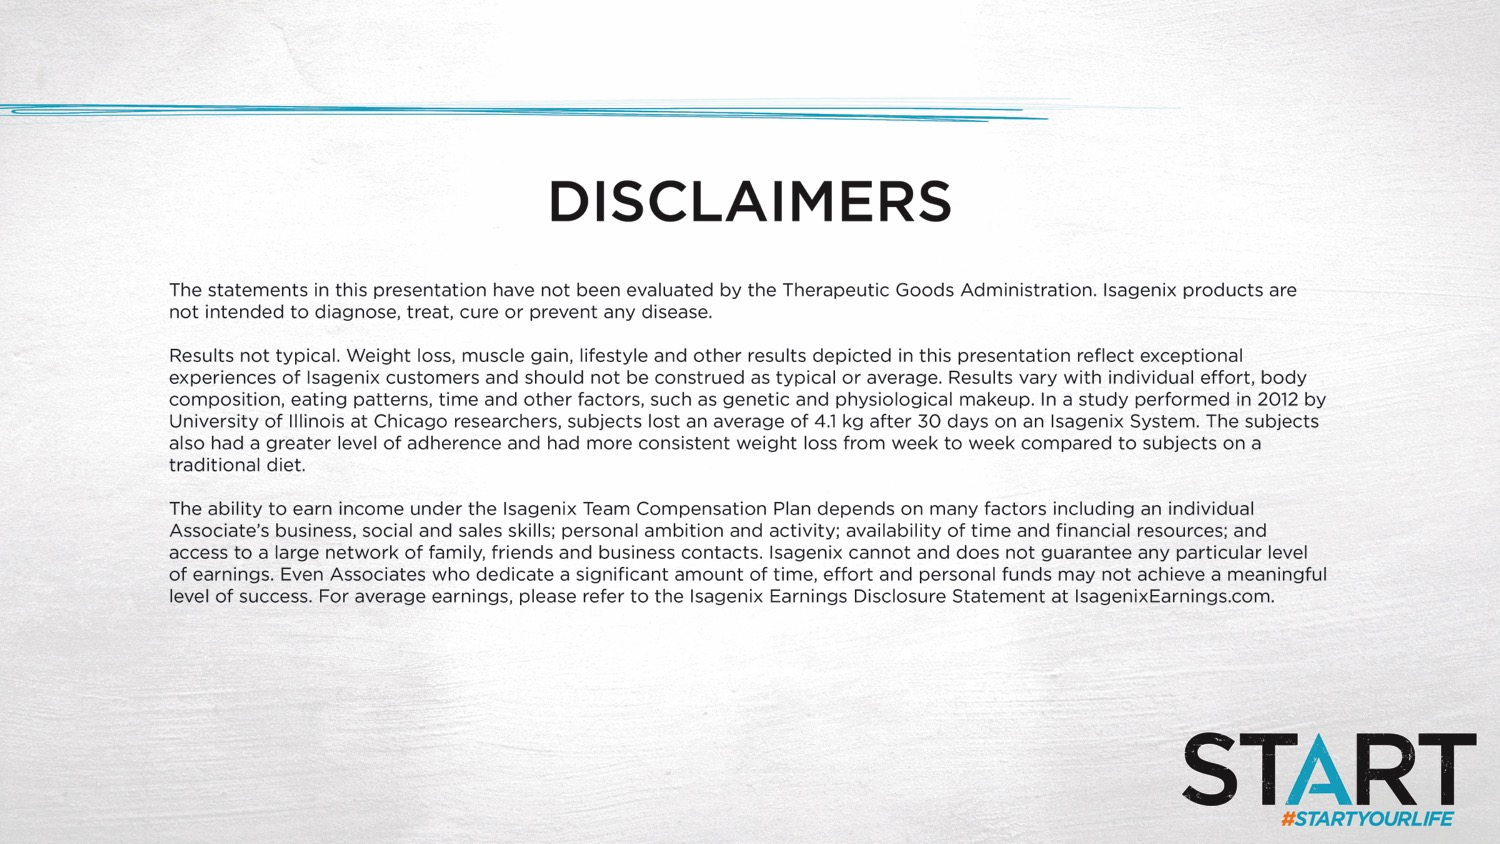 DISCLAIMERS
The statements in this presentation have not been evaluated by the Therapeutic Goods Administration. Isagenix products are
not intended to diagnose, treat, cure or prevent any disease.
Results not typical. Weight loss, muscle gain, lifestyle and other results depicted in this presentation reflect exceptional
experiences of Isagenix customers and should not be construed as typical or average. Results vary with individual effort, body
composition, eating patterns, time and other factors, such as genetic and physiological makeup. In a study performed in 2012 by
University of Illinois at Chicago researchers, subjects lost an average of 4.1 kg after 30 days on an Isagenix System. The subjects
also had a greater level of adherence and had more consistent weight loss from week to week compared to subjects on a
traditional diet.
The ability to earn income under the Isagenix Team Compensation Plan depends on many factors including an individual
Associate’s business, social and sales skills; personal ambition and activity; availability of time and financial resources; and
access to a large network of family, friends and business contacts. Isagenix cannot and does not guarantee any particular level
of earnings. Even Associates who dedicate a significant amount of time, effort and personal funds may not achieve a meaningful
level of success. For average earnings, please refer to the Isagenix Earnings Disclosure Statement at IsagenixEarnings.com.
START
#STARTYOURLIFE